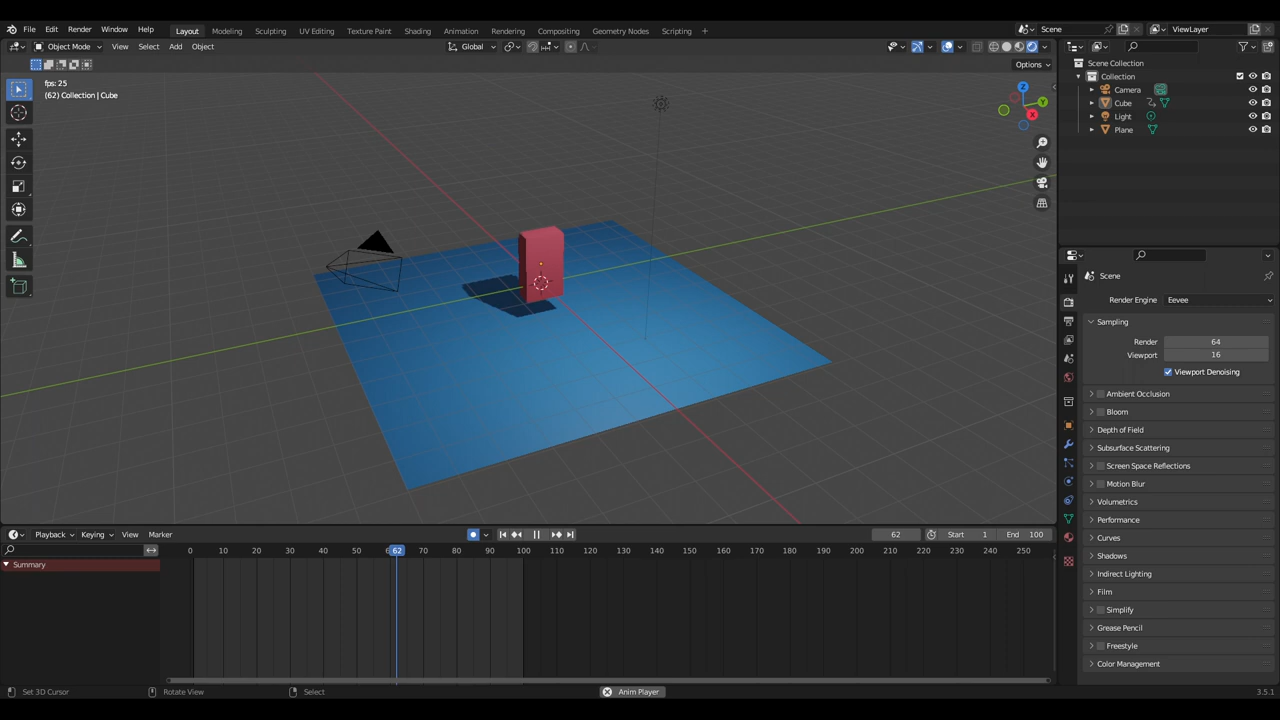 File Edit Render Window Help Layout Modeling Sculpting UV Editing Texture Paint Shading Animation Rendering Compositing Geometry Nodes Scripting Scene ViewLayer
Object Mode View Select Add Object Global
Options
fps: 25
(62) Collection | Cube
Z
Y
X
Scene Collection
Collection
Camera
Cube
Light
Plane
Scene
Render Engine Eevee
Sampling
Render 64
Viewport 16
Viewport Denoising
Ambient Occlusion
Bloom
Depth of Field
Subsurface Scattering
Screen Space Reflections
Motion Blur
Volumetrics
Performance
Curves
Shadows
Indirect Lighting
Film
Simplify
Grease Pencil
Freestyle
Color Management
Playback Keying View Marker 62 Start 1 End 100
0 10 20 30 40 50 62 70 80 90 100 110 120 130 140 150 160 170 180 190 200 210 220 230 240 250
Summary
Set 3D Cursor Rotate View Select Anim Player 3.5.1